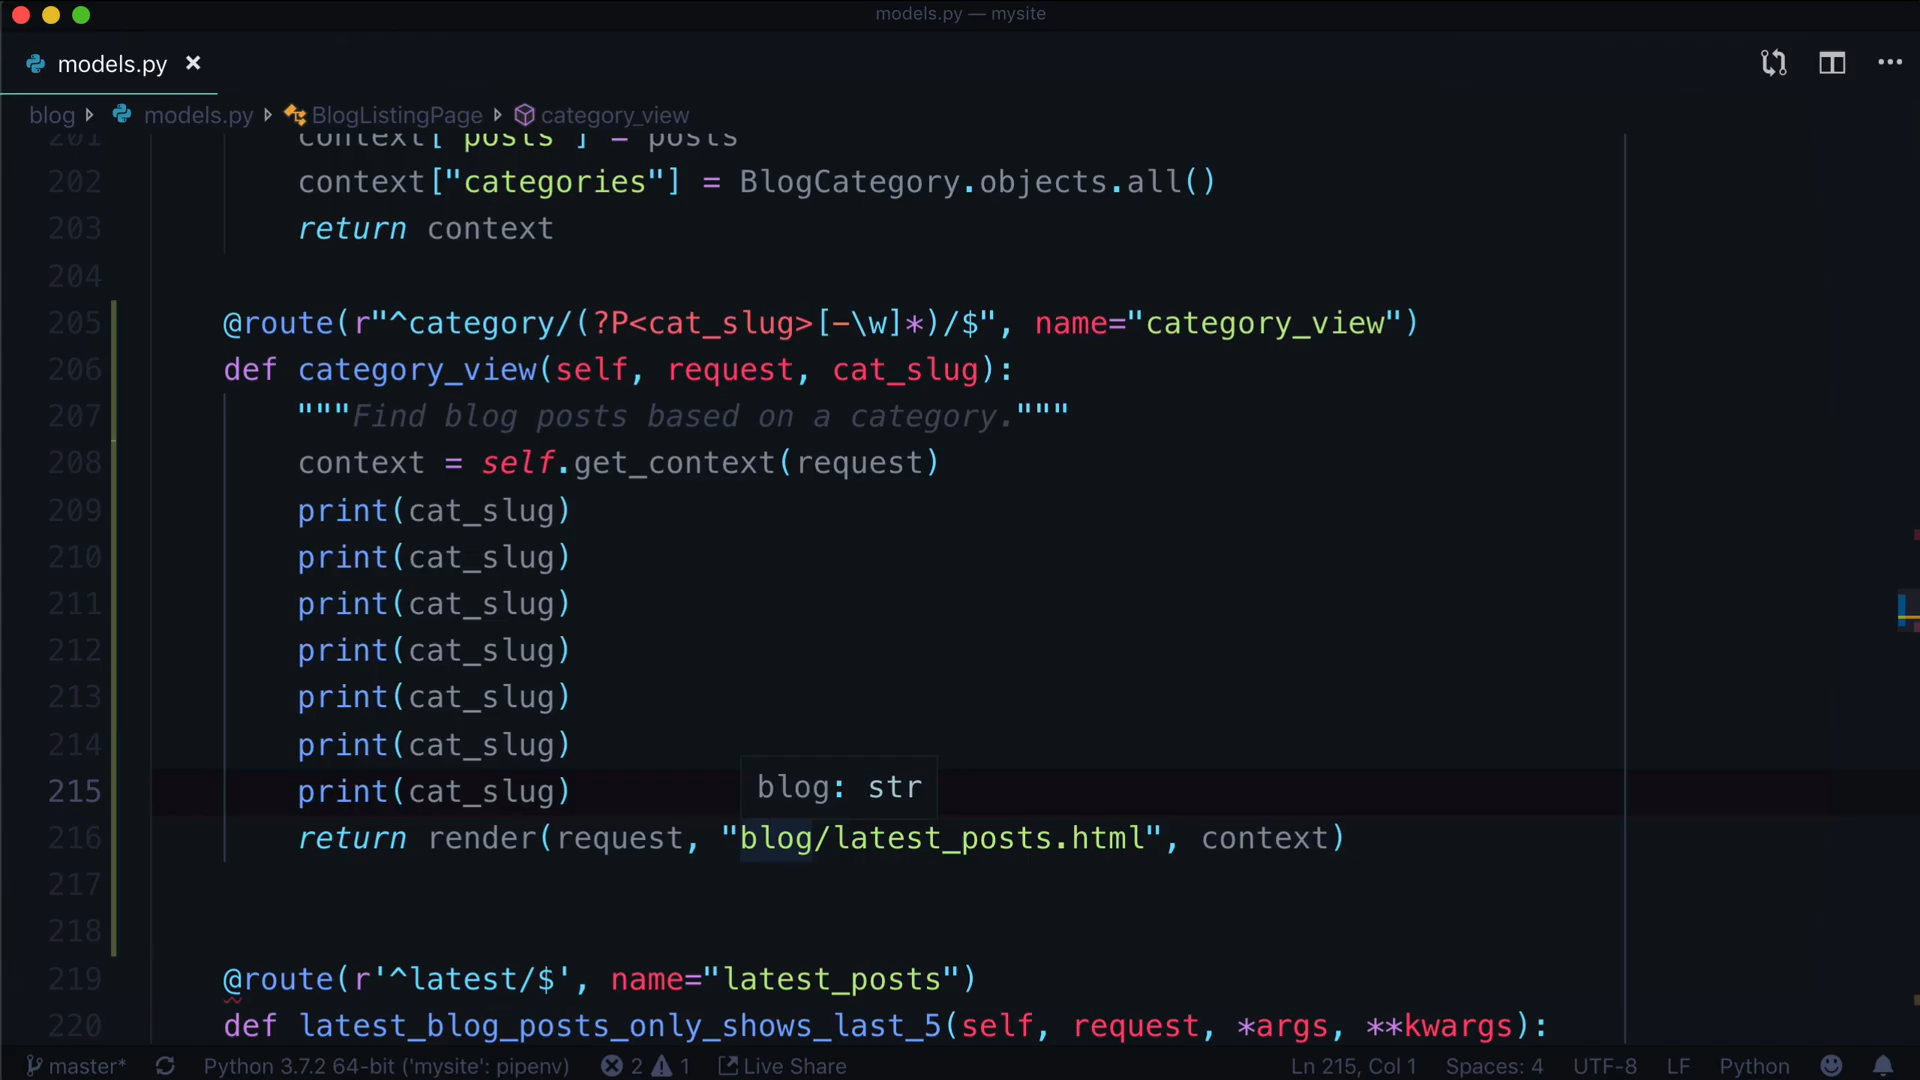 models.py — mysite
models.py ×
blog models.py BlogListingPage category_view
201 context["posts"] = posts
202 context["categories"] = BlogCategory.objects.all()
203 return context
204
205 @route(r"^category/(?P<cat_slug>[-\w]*)/$", name="category_view")
206 def category_view(self, request, cat_slug):
207 """Find blog posts based on a category."""
208 context = self.get_context(request)
209 print(cat_slug)
210 print(cat_slug)
211 print(cat_slug)
212 print(cat_slug)
213 print(cat_slug)
214 print(cat_slug)
blog: str
215 print(cat_slug)
216 return render(request, "blog/latest_posts.html", context)
217
218
219 @route(r'^latest/$', name="latest_posts")
220 def latest_blog_posts_only_shows_last_5(self, request, *args, **kwargs):
master* Python 3.7.2 64-bit ('mysite': pipenv) 2 1 Live Share Ln 215, Col 1 Spaces: 4 UTF-8 LF Python